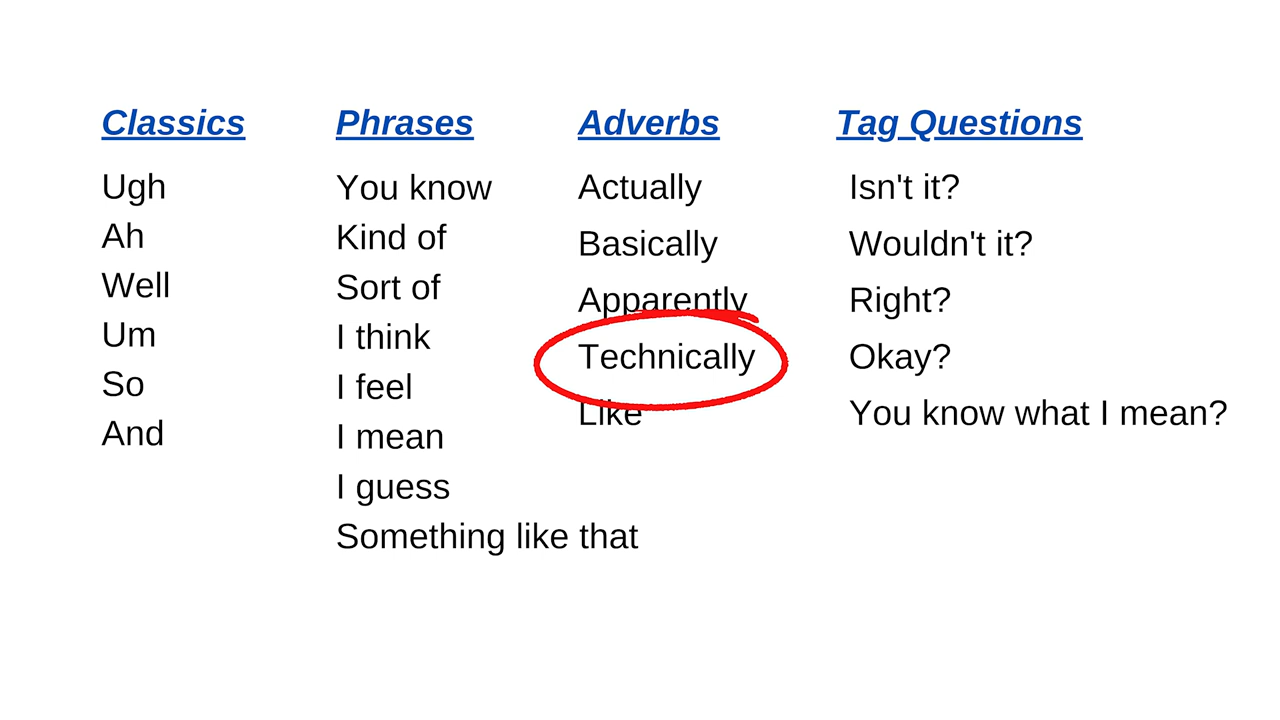 Classics
Ugh
Ah
Well
Um
So
And
Phrases
You know
Kind of
Sort of
I think
I feel
I mean
I guess
Something like that
Adverbs
Actually
Basically
Apparently
Technically
Like
Tag Questions
Isn't it?
Wouldn't it?
Right?
Okay?
You know what I mean?